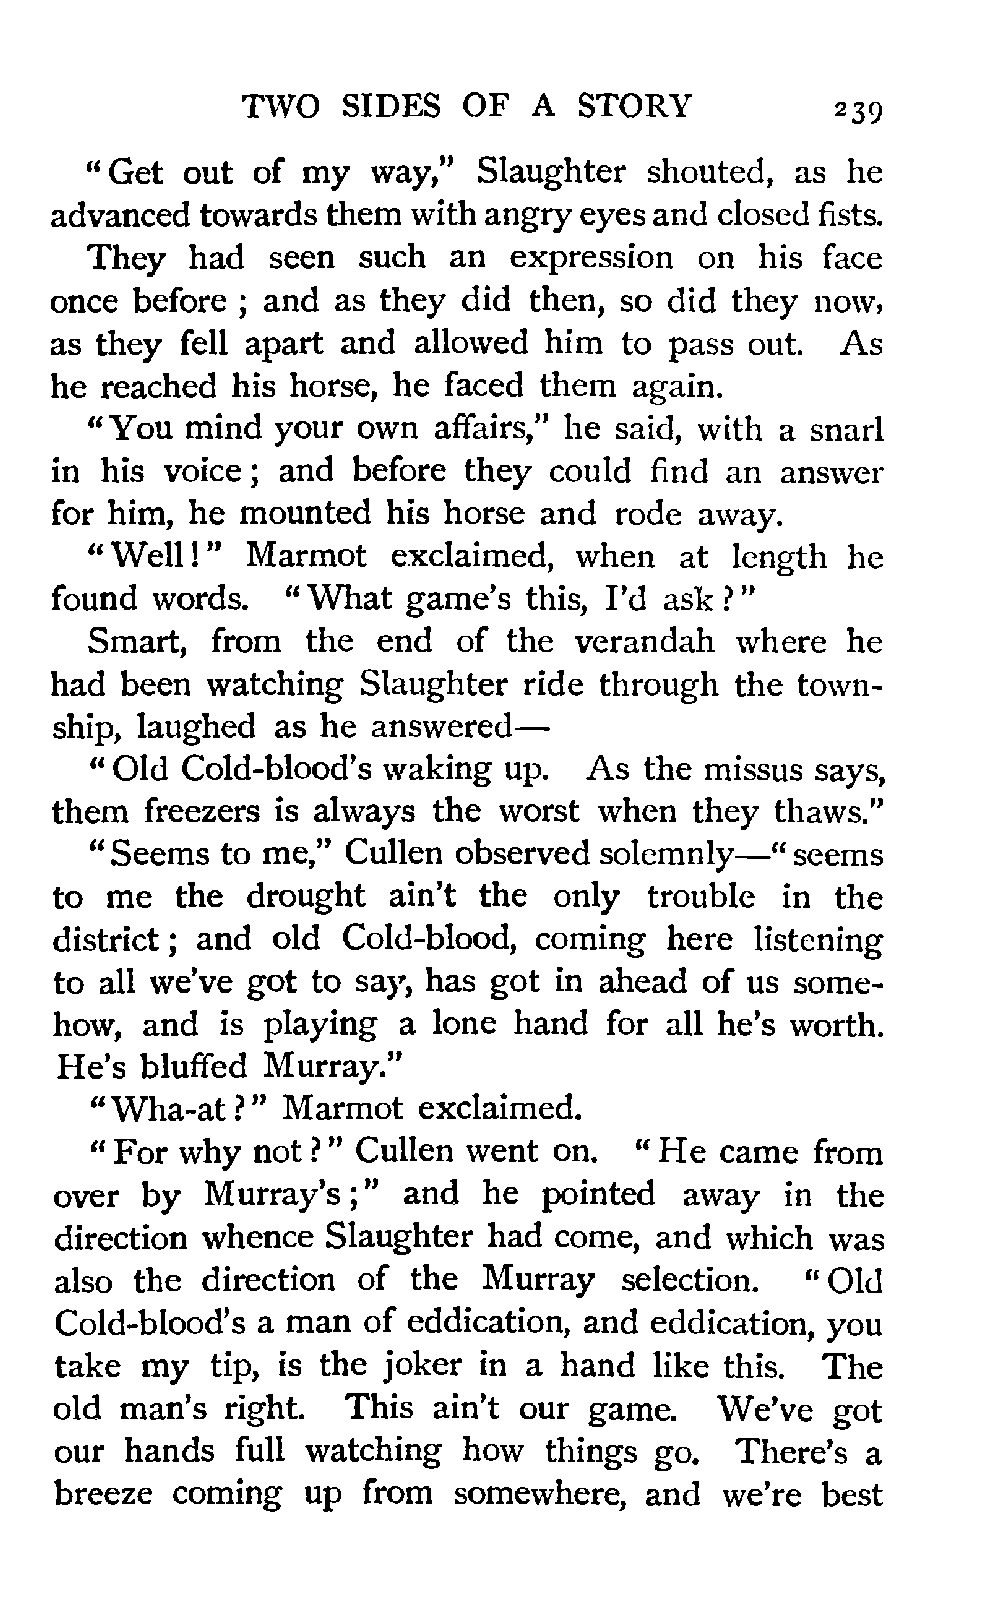 TWO SIDES OF A STORY 239
"Get out of my way," Slaughter shouted, as he
advanced towards them with angry eyes and closed fists.
They had seen such an expression on his face
once before ; and as they did then, so did they now,
as they fell apart and allowed him to pass out. As
he reached his horse, he faced them again.
"You mind your own affairs," he said, with a snarl
in his voice ; and before they could find an answer
for him, he mounted his horse and rode away.
"Well!" Marmot exclaimed, when at length he
found words. "What game's this, I'd ask ?"
Smart, from the end of the verandah where he
had been watching Slaughter ride through the town-
ship, laughed as he answered—
"Old Cold-blood's waking up. As the missus says,
them freezers is always the worst when they thaws."
"Seems to me," Cullen observed solemnly—"seems
to me the drought ain't the only trouble in the
district ; and old Cold-blood, coming here listening
to all we've got to say, has got in ahead of us some-
how, and is playing a lone hand for all he's worth.
He's bluffed Murray."
"Wha-at ?" Marmot exclaimed.
"For why not ?" Cullen went on. "He came from
over by Murray's ;" and he pointed away in the
direction whence Slaughter had come, and which was
also the direction of the Murray selection. "Old
Cold-blood's a man of eddication, and eddication, you
take my tip, is the joker in a hand like this. The
old man's right. This ain't our game. We've got
our hands full watching how things go. There's a
breeze coming up from somewhere, and we're best